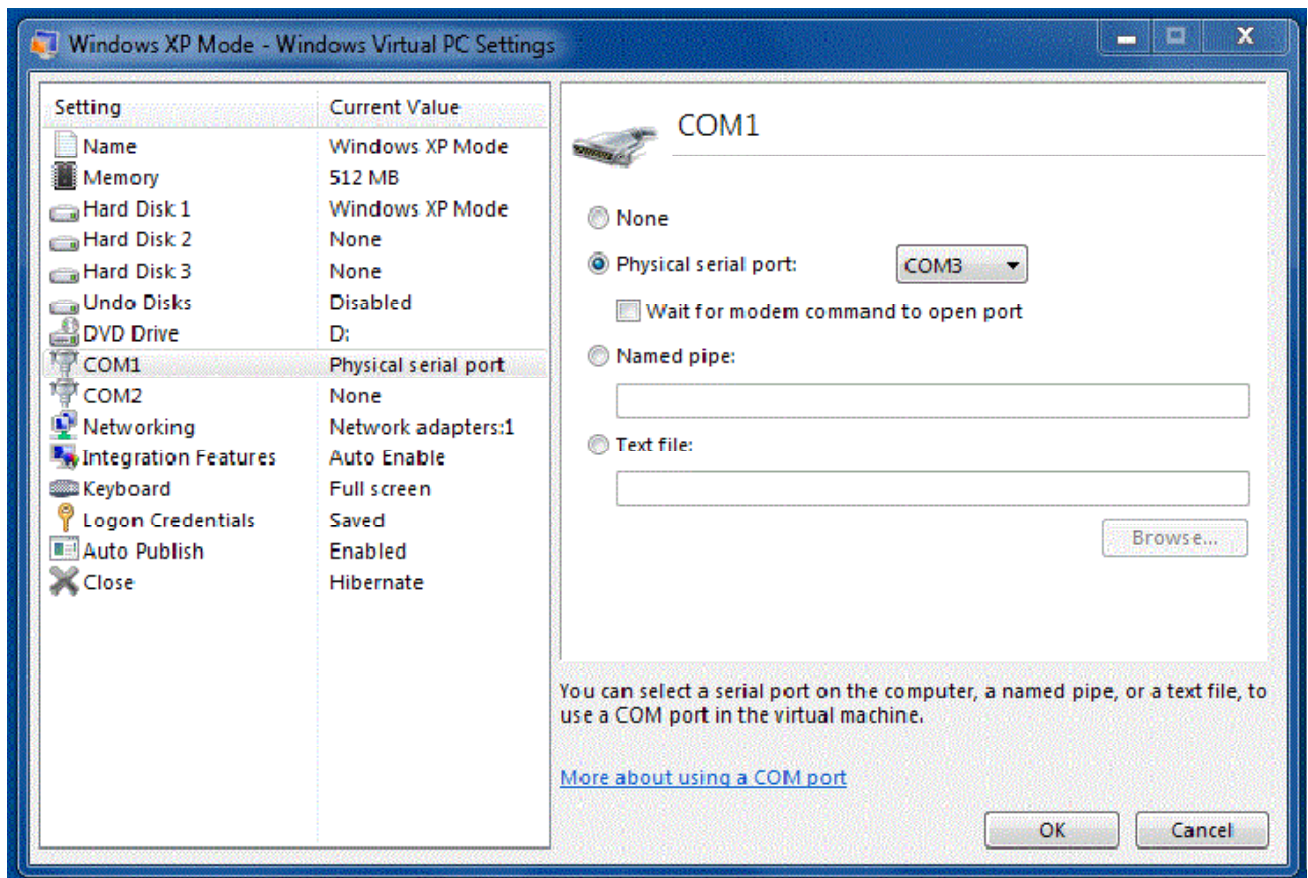 Windows XP Mode - Windows Virtual PC Settings
Setting Current Value
Name Windows XP Mode
Memory 512 MB
Hard Disk 1 Windows XP Mode
Hard Disk 2 None
Hard Disk 3 None
Undo Disks Disabled
DVD Drive D:
COM1 Physical serial port
COM2 None
Networking Network adapters:1
Integration Features Auto Enable
Keyboard Full screen
Logon Credentials Saved
Auto Publish Enabled
Close Hibernate
COM1
None
Physical serial port: COM3
Wait for modem command to open port
Named pipe:
Text file:
Browse...
You can select a serial port on the computer, a named pipe, or a text file, to
use a COM port in the virtual machine.
More about using a COM port
OK Cancel